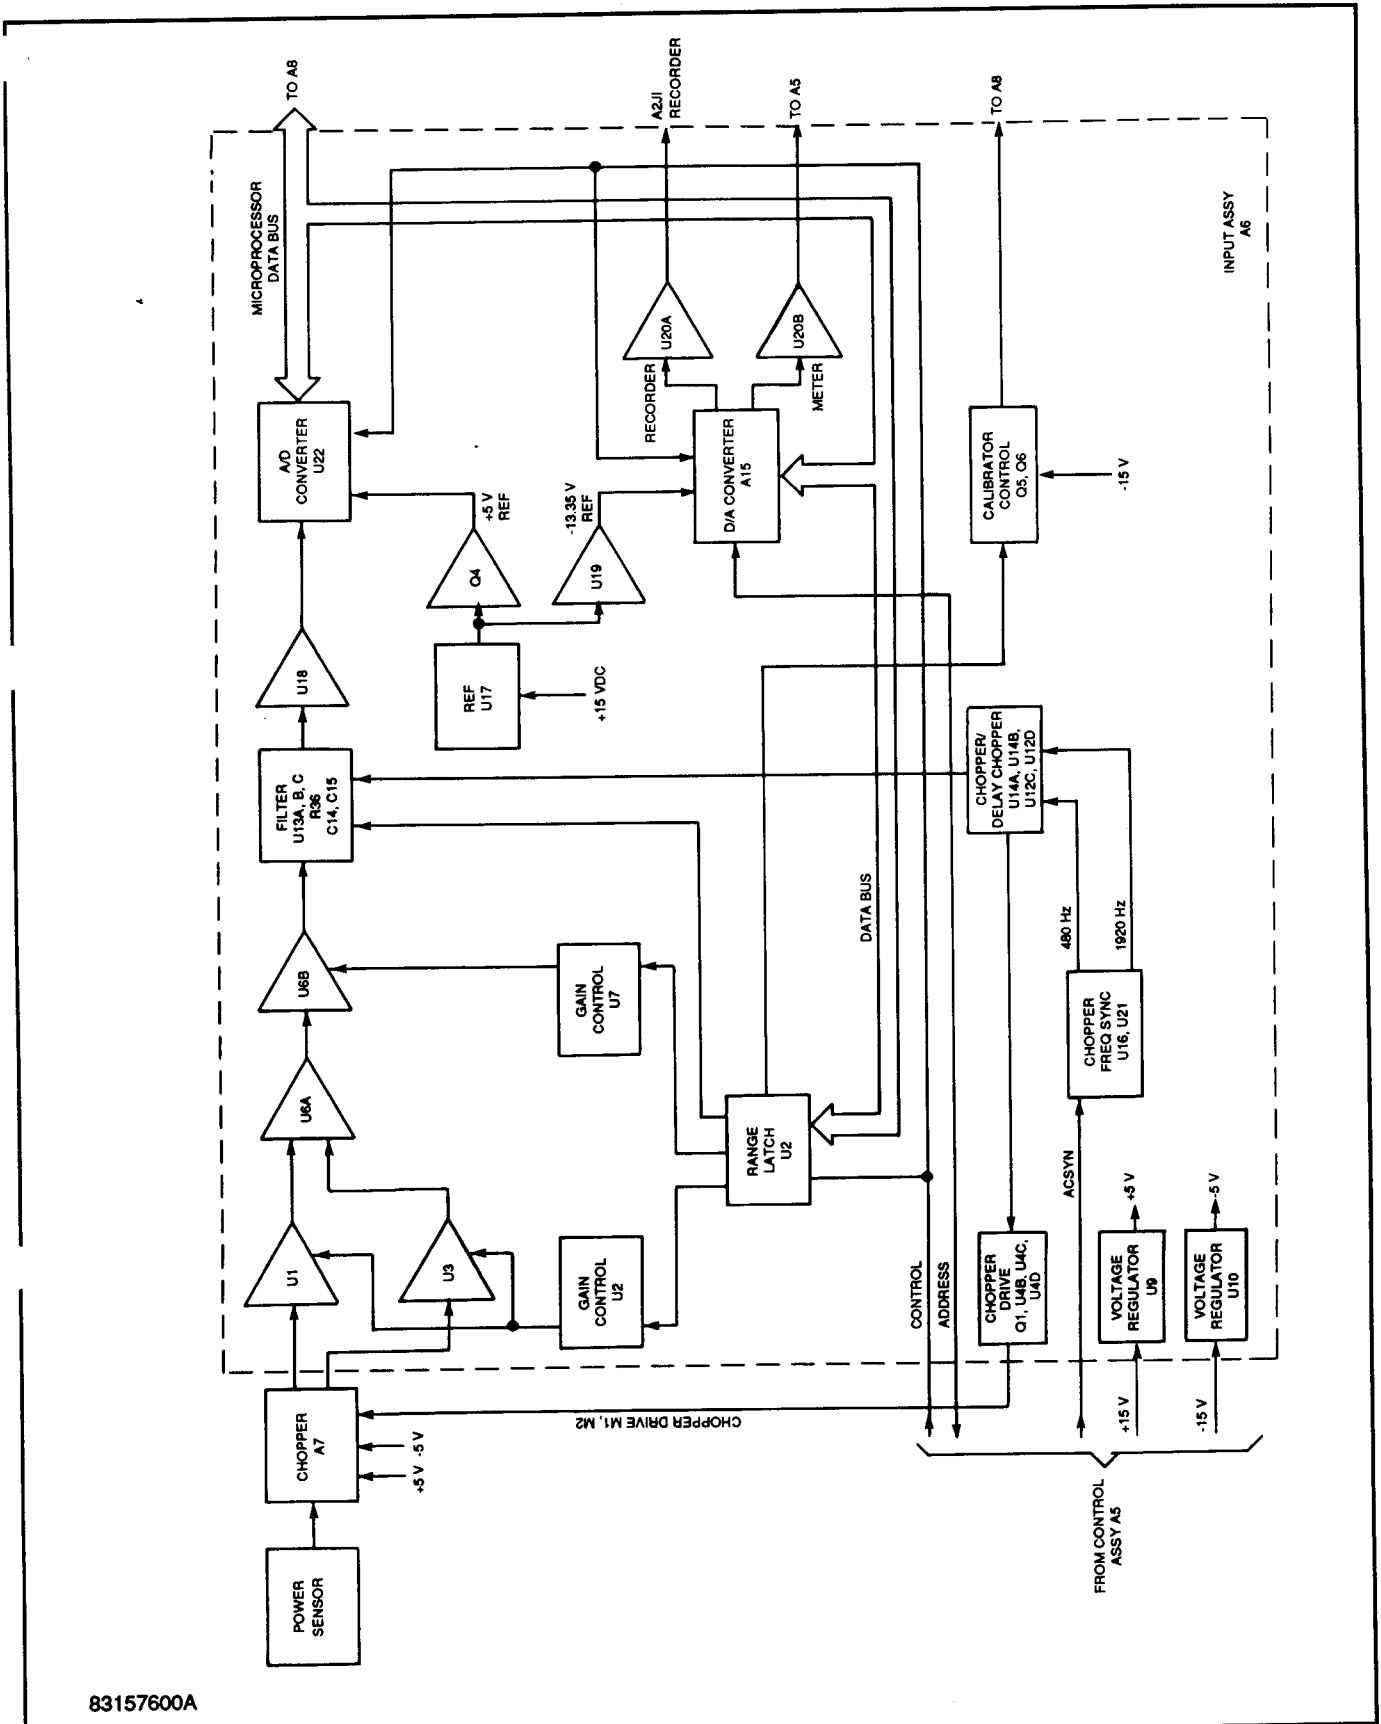 POWER
SENSOR
CHOPPER
A7
+5 V
-5 V
CHOPPER DRIVE M1, M2
U1
U3
U6A
U6B
GAIN
CONTROL
U2
GAIN
CONTROL
U7
FILTER
U13A, B, C
R36
C14, C15
U18
A/D
CONVERTER
U22
MICROPROCESSOR
DATA BUS
TO A8
REF
U17
+15 VDC
Q4
+5 V
REF
U19
-13.35 V
REF
D/A CONVERTER
A15
RECORDER
METER
U20A
U20B
A2J1
RECORDER
TO A5
RANGE
LATCH
U2
DATA BUS
CONTROL
ADDRESS
CALIBRATOR
CONTROL
Q5, Q6
-15 V
TO A8
CHOPPER/
DELAY CHOPPER
U14A, U14B,
U12C, U12D
480 Hz
1920 Hz
CHOPPER
FREQ SYNC
U16, U21
ACSYN
CHOPPER
DRIVE
Q1, U4B, U4C,
U4D
VOLTAGE
REGULATOR
U9
+15 V
+5 V
VOLTAGE
REGULATOR
U10
-15 V
-5 V
FROM CONTROL
ASSY A5
INPUT ASSY
A6
83157600A